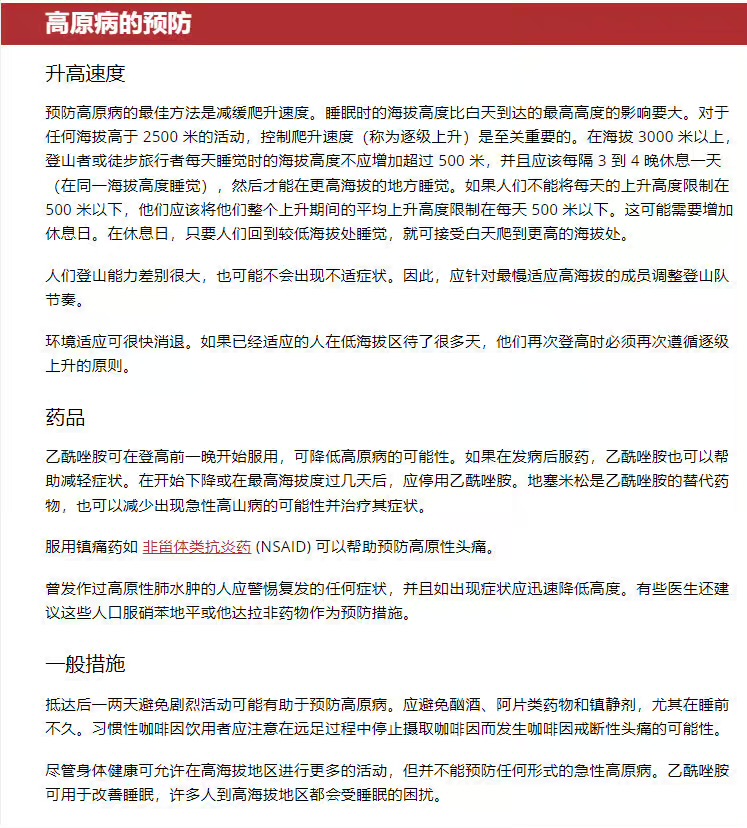 高原病的预防
升高速度
预防高原病的最佳方法是减缓爬升速度。睡眠时的海拔高度比白天到达的最高高度的影响要大。对于
任何海拔高于 2500 米的活动，控制爬升速度（称为逐级上升）是至关重要的。在海拔 3000 米以上，
登山者或徒步旅行者每天睡觉时的海拔高度不应增加超过 500 米，并且应该每隔 3 到 4 晚休息一天
（在同一海拔高度睡觉），然后才能在更高海拔的地方睡觉。如果人们不能将每天的上升高度限制在
500 米以下，他们应该将他们整个上升期间的平均上升高度限制在每天 500 米以下。这可能需要增加
休息日。在休息日，只要人们回到较低海拔处睡觉，就可接受白天爬到更高的海拔处。
人们登山能力差别很大，也可能不会出现不适症状。因此，应针对最慢适应高海拔的成员调整登山队
节奏。
环境适应可很快消退。如果已经适应的人在低海拔区待了很多天，他们再次登高时必须再次遵循逐级
上升的原则。
药品
乙酰唑胺可在登高前一晚开始服用，可降低高原病的可能性。如果在发病后服药，乙酰唑胺也可以帮
助减轻症状。在开始下降或在最高海拔度过几天后，应停用乙酰唑胺。地塞米松是乙酰唑胺的替代药
物，也可以减少出现急性高山病的可能性并治疗其症状。
服用镇痛药如 非甾体类抗炎药 (NSAID) 可以帮助预防高原性头痛。
曾发作过高原性肺水肿的人应警惕复发的任何症状，并且如出现症状应迅速降低高度。有些医生还建
议这些人口服硝苯地平或他达拉非药物作为预防措施。
一般措施
抵达后一两天避免剧烈活动可能有助于预防高原病。应避免酗酒、阿片类药物和镇静剂，尤其在睡前
不久。习惯性咖啡因饮用者应注意在远足过程中停止摄取咖啡因而发生咖啡因戒断性头痛的可能性。
尽管身体健康可允许在高海拔地区进行更多的活动，但并不能预防任何形式的急性高原病。乙酰唑胺
可用于改善睡眠，许多人到高海拔地区都会受睡眠的困扰。